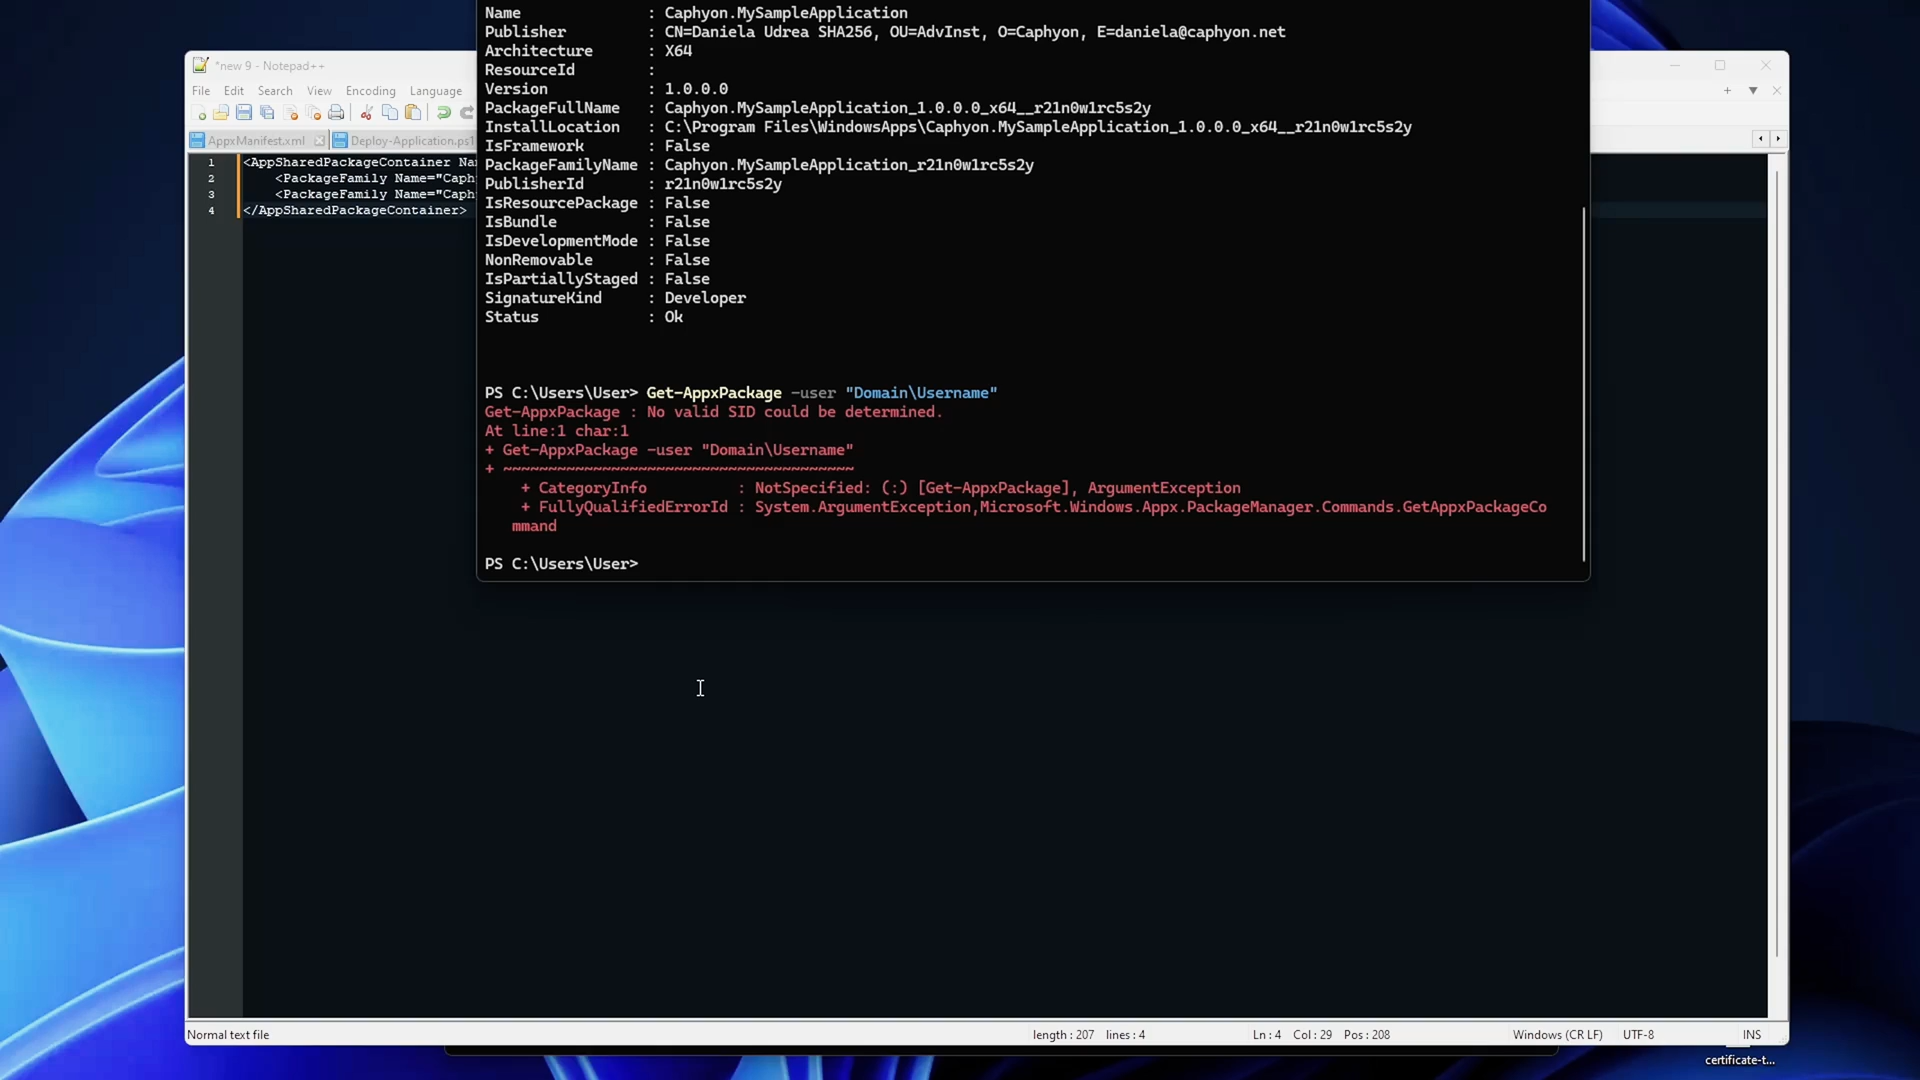 Name : Caphyon.MySampleApplication
Publisher : CN=Daniela Udrea SHA256, OU=AdvInst, O=Caphyon, E=daniela@caphyon.net
Architecture : X64
ResourceId :
Version : 1.0.0.0
PackageFullName : Caphyon.MySampleApplication_1.0.0.0_x64__r21n0w1rc5s2y
InstallLocation : C:\Program Files\WindowsApps\Caphyon.MySampleApplication_1.0.0.0_x64__r21n0w1rc5s2y
IsFramework : False
PackageFamilyName : Caphyon.MySampleApplication_r21n0w1rc5s2y
PublisherId : r21n0w1rc5s2y
IsResourcePackage : False
IsBundle : False
IsDevelopmentMode : False
NonRemovable : False
IsPartiallyStaged : False
SignatureKind : Developer
Status : Ok
PS C:\Users\User> Get-AppxPackage -user "Domain\Username"
Get-AppxPackage : No valid SID could be determined.
At line:1 char:1
+ Get-AppxPackage -user "Domain\Username"
+ ~~~~~~~~~~~~~~~~~~~~~~~~~~~~~~~~~~~~~~~
+ CategoryInfo : NotSpecified: (:) [Get-AppxPackage], ArgumentException
+ FullyQualifiedErrorId : System.ArgumentException,Microsoft.Windows.Appx.PackageManager.Commands.GetAppxPackageCo
mmand
PS C:\Users\User>
*new 9 - Notepad++
File Edit Search View Encoding Language
AppxManifest.xml Deploy-Application.ps1
1 <AppSharedPackageContainer Na
2 <PackageFamily Name="Caph
3 <PackageFamily Name="Caph
4 </AppSharedPackageContainer>
Normal text file length : 207 lines : 4 Ln : 4 Col : 29 Pos : 208 Windows (CR LF) UTF-8 INS
certificate-t...